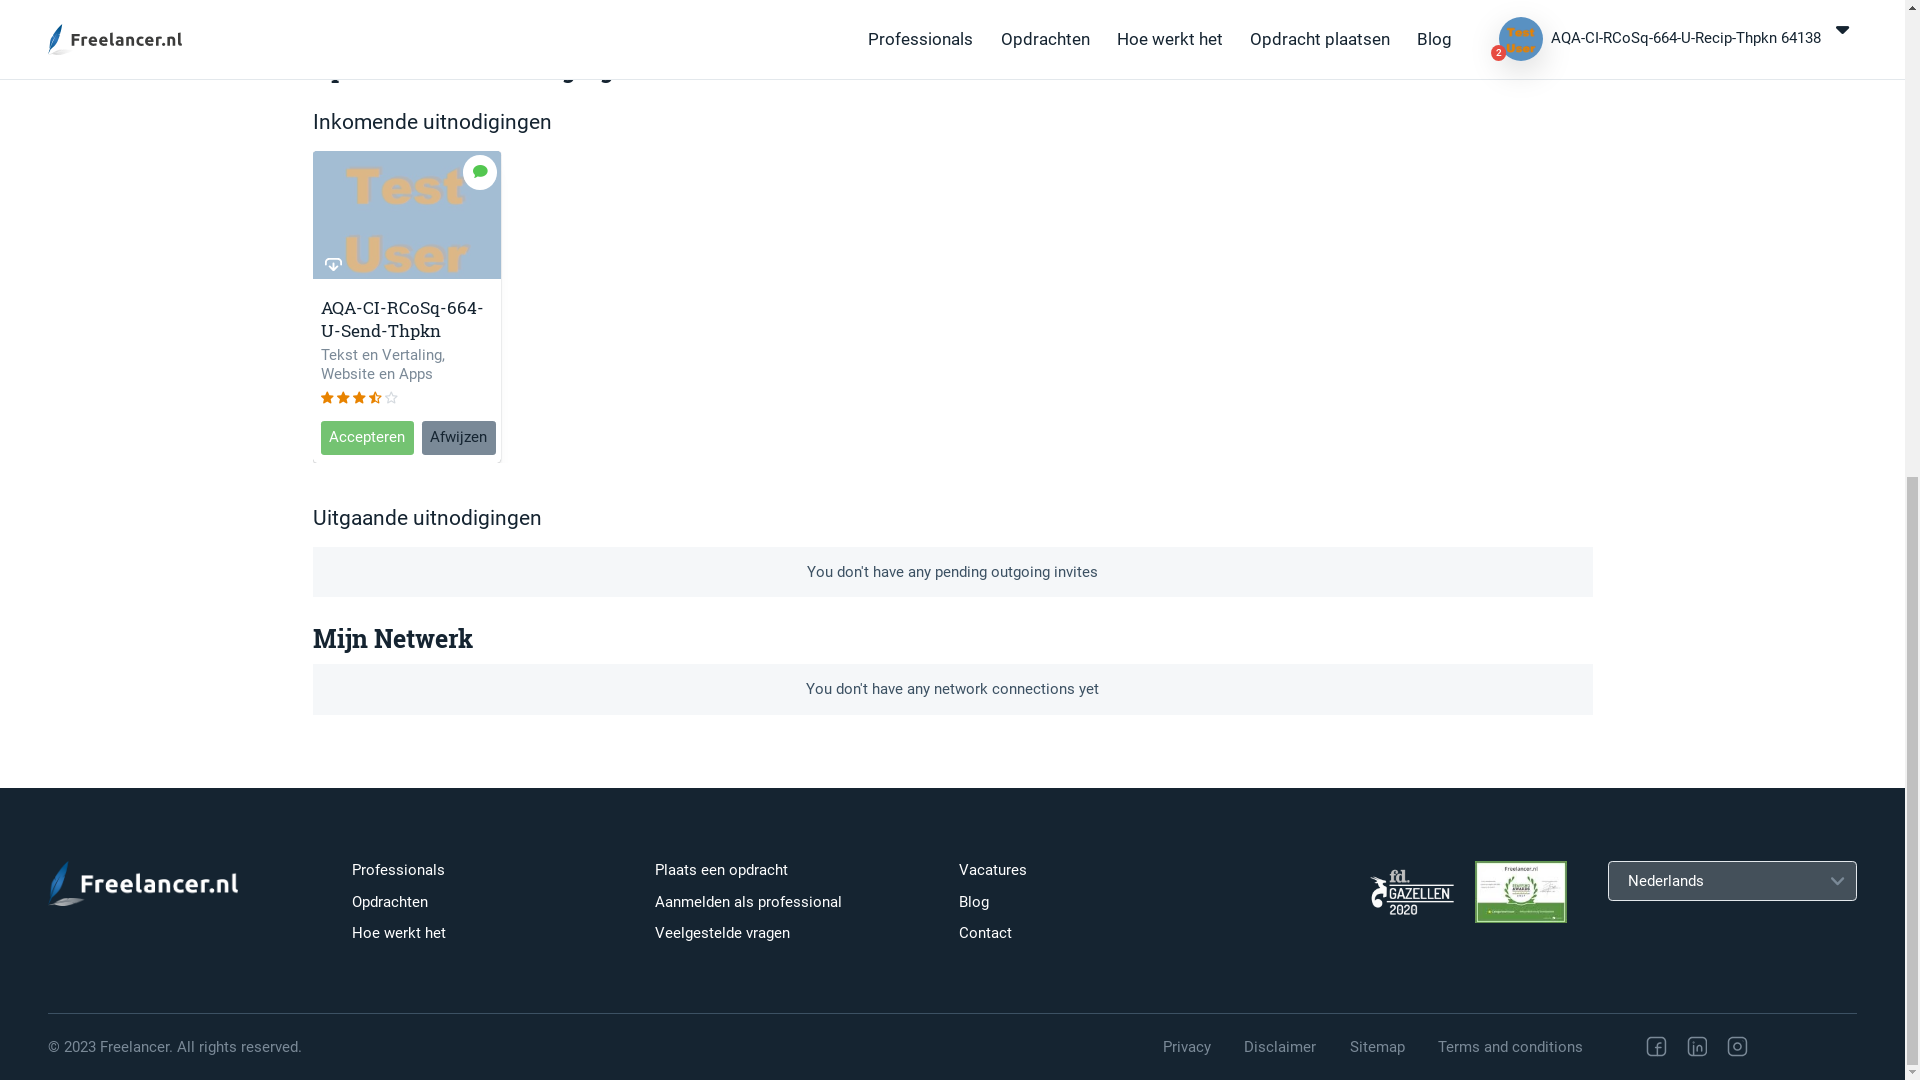 Freelancer.nl
Professionals Opdrachten Hoe werkt het Opdracht plaatsen Blog
Test User
2
AQA-CI-RCoSq-664-U-Recip-Thpkn 64138
Inkomende uitnodigingen
Test
User
AQA-CI-RCoSq-664-
U-Send-Thpkn
Tekst en Vertaling,
Website en Apps
Accepteren Afwijzen
Uitgaande uitnodigingen
You don't have any pending outgoing invites
Mijn Netwerk
You don't have any network connections yet
Freelancer.nl
Professionals
Opdrachten
Hoe werkt het
Plaats een opdracht
Aanmelden als professional
Veelgestelde vragen
Vacatures
Blog
Contact
fd.
GAZELLEN
2020
Freelancer.nl
Nederlands
© 2023 Freelancer. All rights reserved.
Privacy Disclaimer Sitemap Terms and conditions